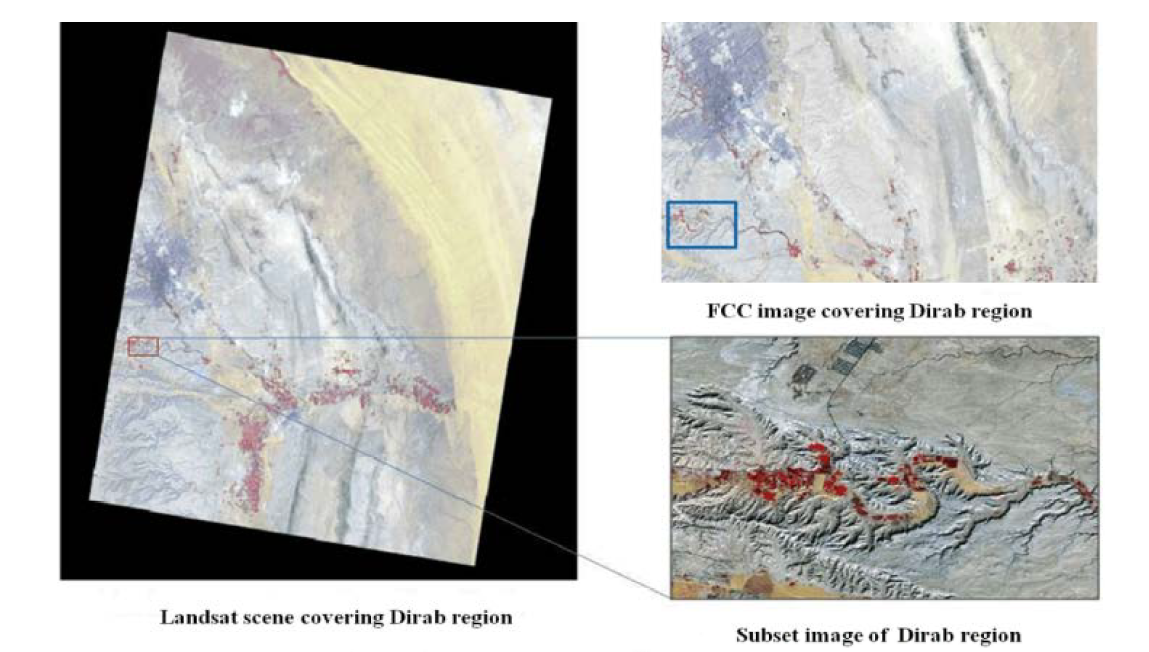 FCC image covering Dirab region
Landsat scene covering Dirab region
Subset image of Dirab region